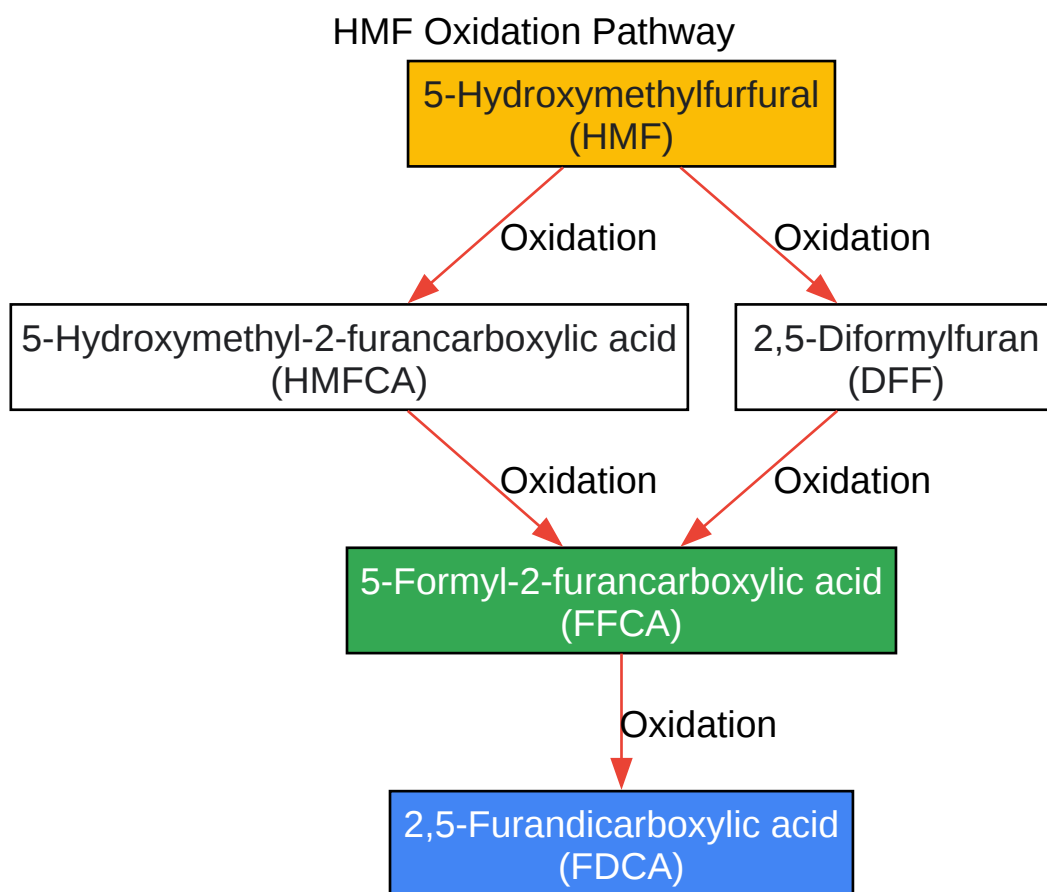 HMF Oxidation Pathway
5-Hydroxymethylfurfural
(HMF)
Oxidation
Oxidation
5-Hydroxymethyl-2-furancarboxylic acid
(HMFCA)
2,5-Diformylfuran
(DFF)
Oxidation
Oxidation
5-Formyl-2-furancarboxylic acid
(FFCA)
Oxidation
2,5-Furandicarboxylic acid
(FDCA)